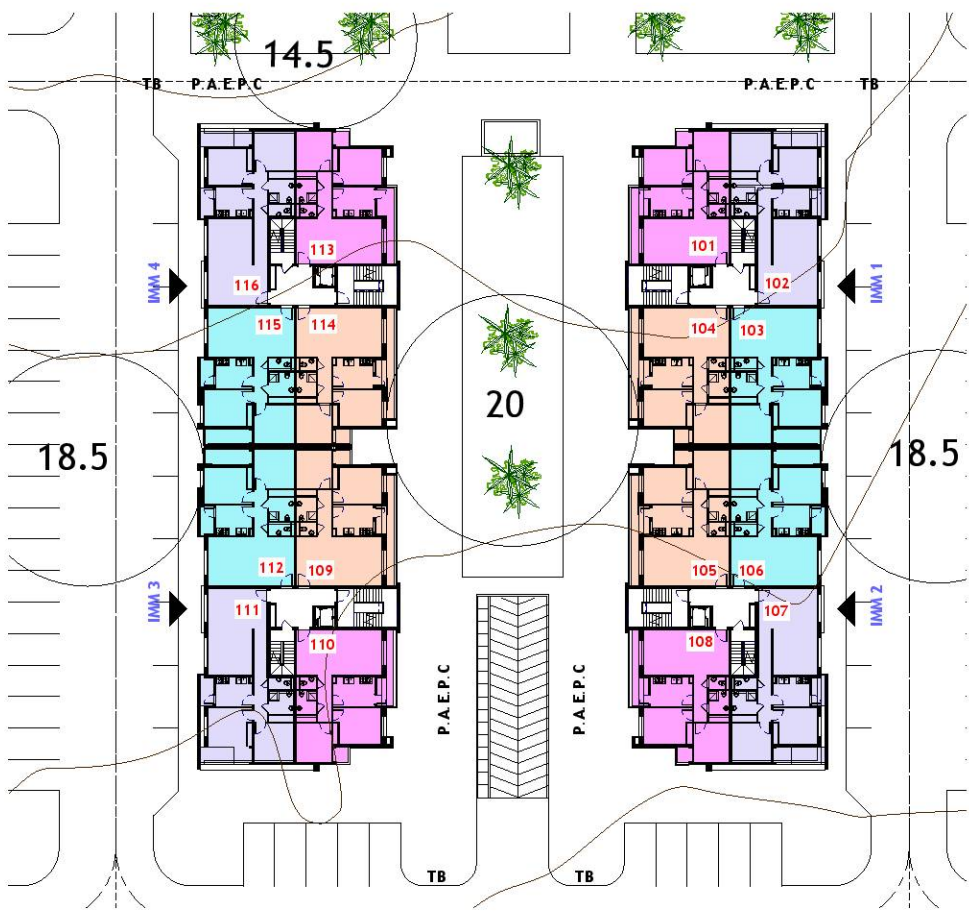 14.5
TB P.A.E.P.C
P.A.E.P.C TB
113
101
IMM 4
116
102
IMM 1
115
114
104
103
20
18.5
18.5
112
109
105
106
IMM 3
111
107
IMM 2
110
108
P.A.E.P.C
P.A.E.P.C
TB
TB